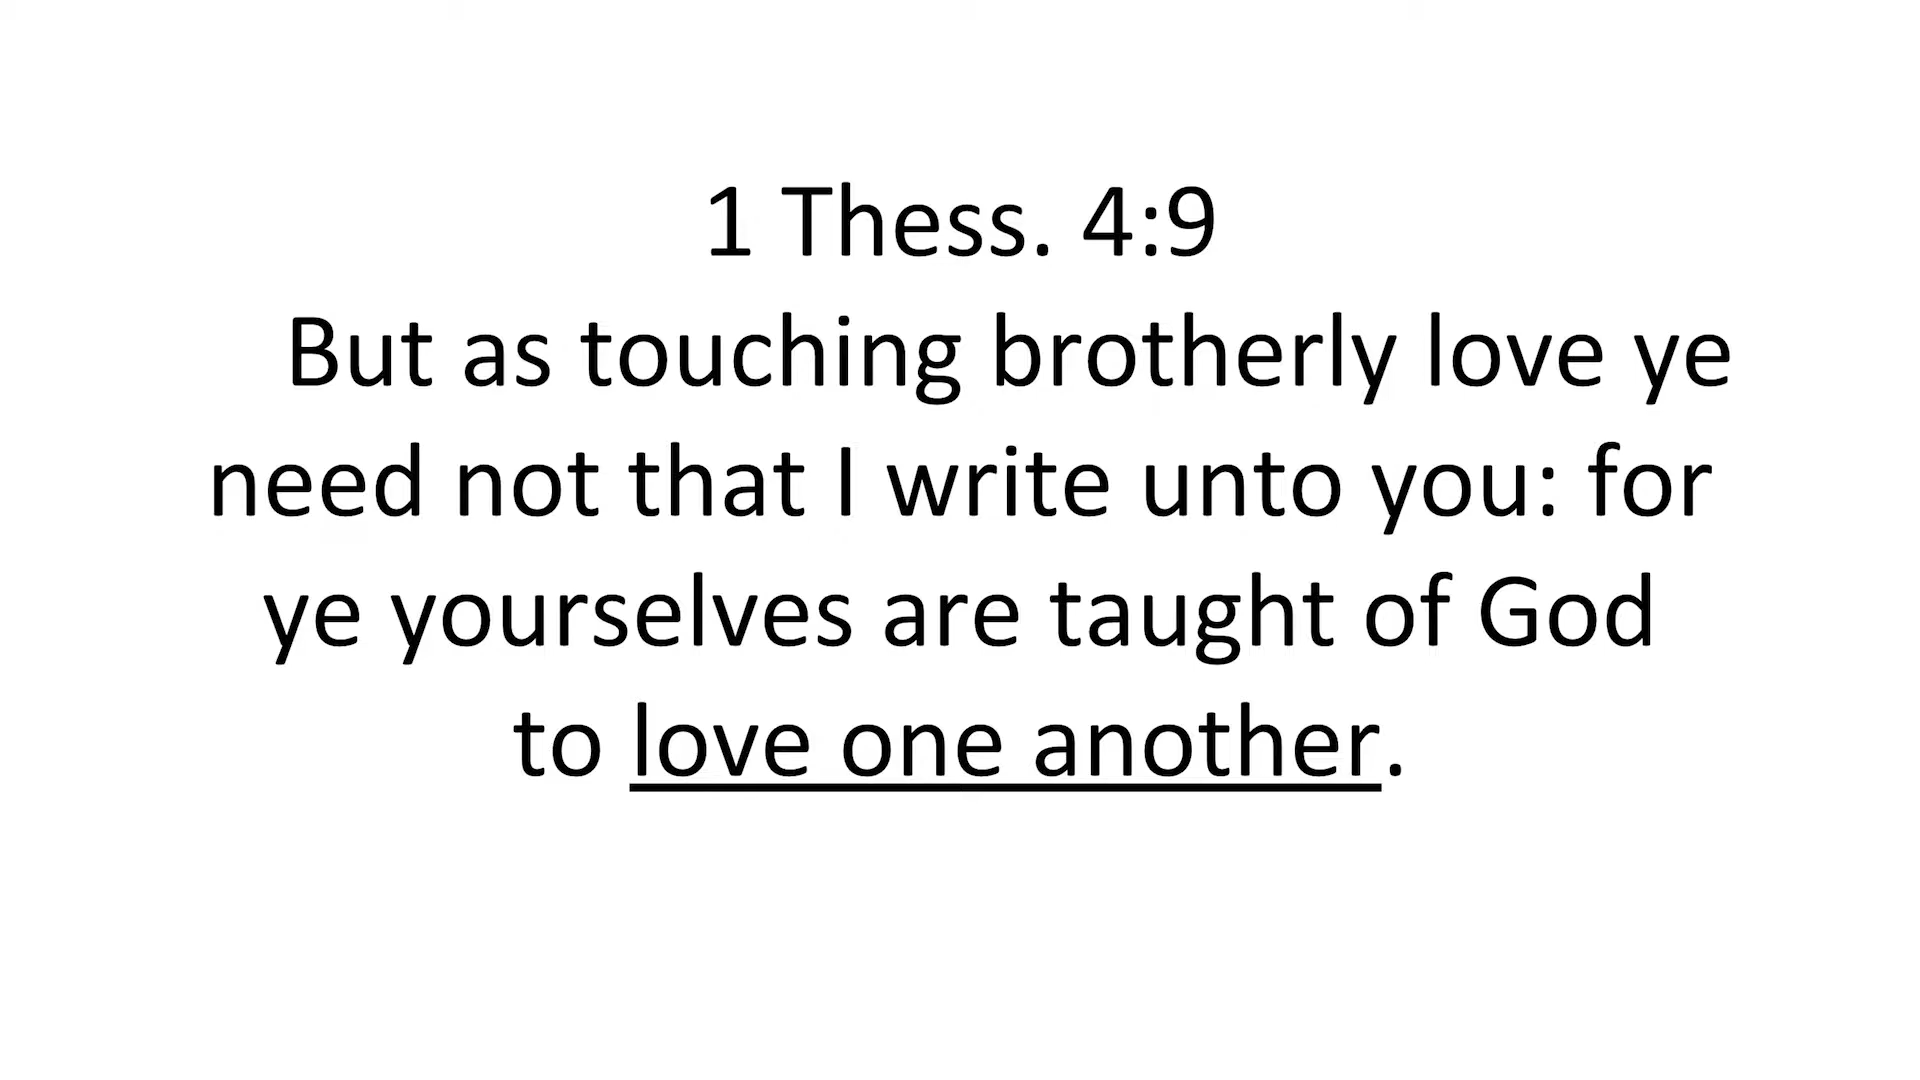 1 Thess. 4:9
But as touching brotherly love ye
need not that I write unto you: for
ye yourselves are taught of God
to love one another.